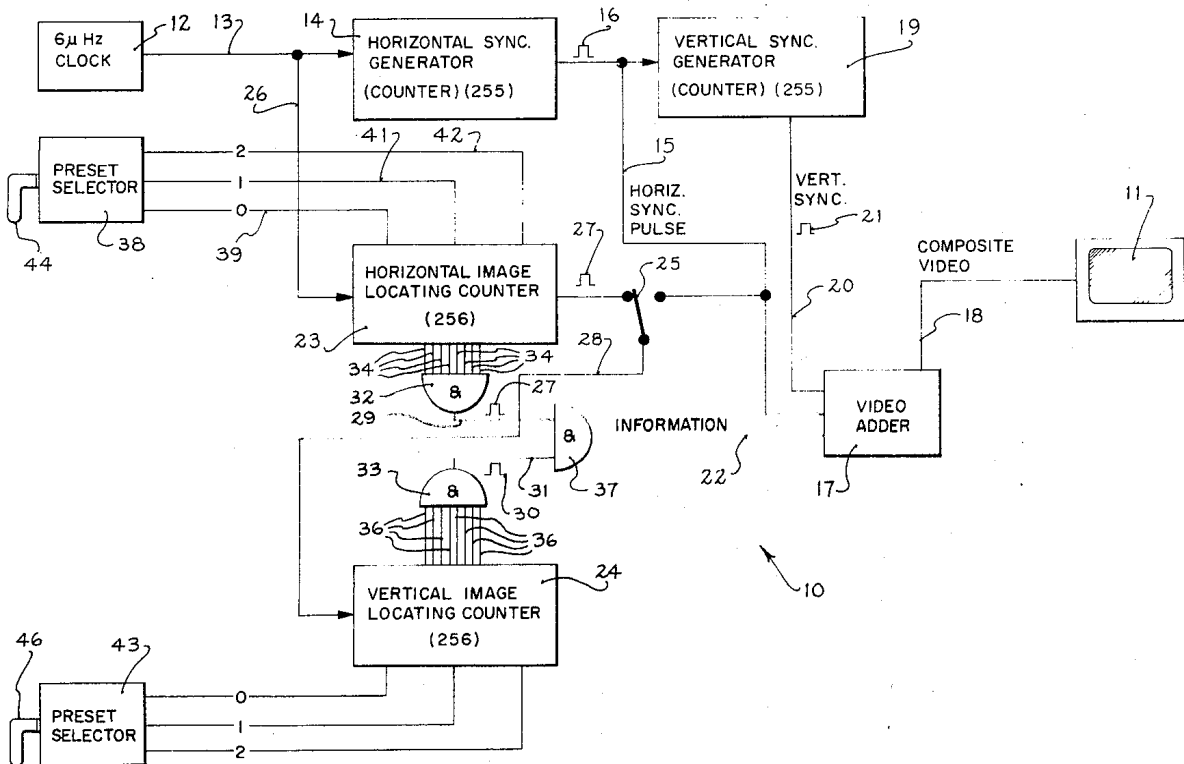 6μ Hz
CLOCK
12
13
14
HORIZONTAL SYNC.
GENERATOR
(COUNTER) (255)
16
VERTICAL SYNC.
GENERATOR
(COUNTER) (255)
19
26
41
42
15
PRESET
SELECTOR
2
1
0
44
38
39
HORIZ.
SYNC.
PULSE
VERT.
SYNC.
21
27
25
COMPOSITE
VIDEO
11
HORIZONTAL IMAGE
LOCATING COUNTER
(256)
23
20
18
34
34
28
32
&
27
29
&
INFORMATION
VIDEO
ADDER
33
&
30
31
37
22
17
36
36
10
VERTICAL IMAGE
LOCATING COUNTER
(256)
24
46
43
PRESET
SELECTOR
0
1
2